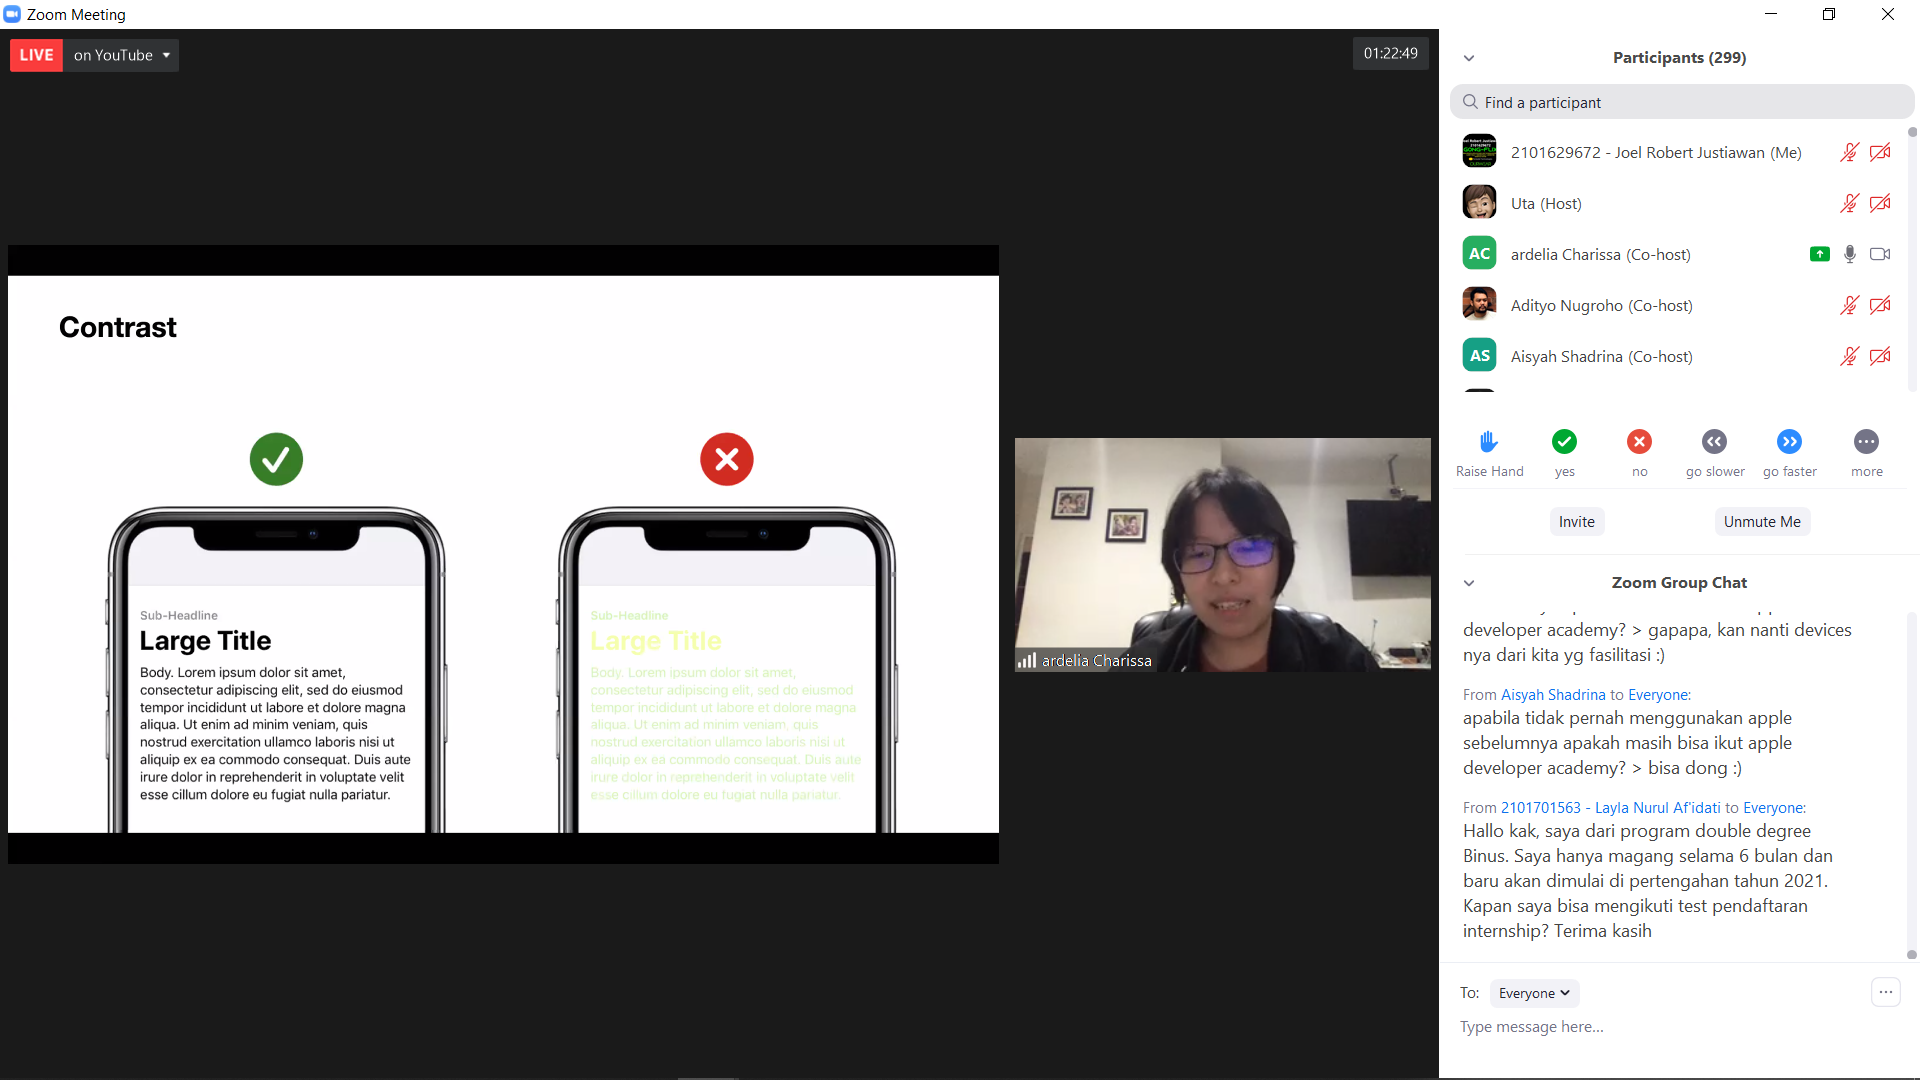 Zoom Meeting
LIVE on YouTube
01:22:49
Contrast
Sub-Headline
Large Title
Body. Lorem ipsum dolor sit amet,
consectetur adipiscing elit, sed do eiusmod
tempor incididunt ut labore et dolore magna
aliqua. Ut enim ad minim veniam, quis
nostrud exercitation ullamco laboris nisi ut
aliquip ex ea commodo consequat. Duis aute
irure dolor in reprehenderit in voluptate velit
esse cillum dolore eu fugiat nulla pariatur.
Sub-Headline
Large Title
Body. Lorem ipsum dolor sit amet,
consectetur adipiscing elit, sed do eiusmod
tempor incididunt ut labore et dolore magna
aliqua. Ut enim ad minim veniam, quis
nostrud exercitation ullamco laboris nisi ut
aliquip ex ea commodo consequat. Duis aute
irure dolor in reprehenderit in voluptate velit
esse cillum dolore eu fugiat nulla pariatur.
ardelia Charissa
Participants (299)
Find a participant
2101629672 - Joel Robert Justiawan (Me)
Uta (Host)
AC ardelia Charissa (Co-host)
Adityo Nugroho (Co-host)
AS Aisyah Shadrina (Co-host)
Raise Hand yes no go slower go faster more
Invite Unmute Me
Zoom Group Chat
developer academy? > gapapa, kan nanti devices
nya dari kita yg fasilitasi :)
From Aisyah Shadrina to Everyone:
apabila tidak pernah menggunakan apple
sebelumnya apakah masih bisa ikut apple
developer academy? > bisa dong :)
From 2101701563 - Layla Nurul Af'idati to Everyone:
Hallo kak, saya dari program double degree
Binus. Saya hanya magang selama 6 bulan dan
baru akan dimulai di pertengahan tahun 2021.
Kapan saya bisa mengikuti test pendaftaran
internship? Terima kasih
To: Everyone
Type message here...